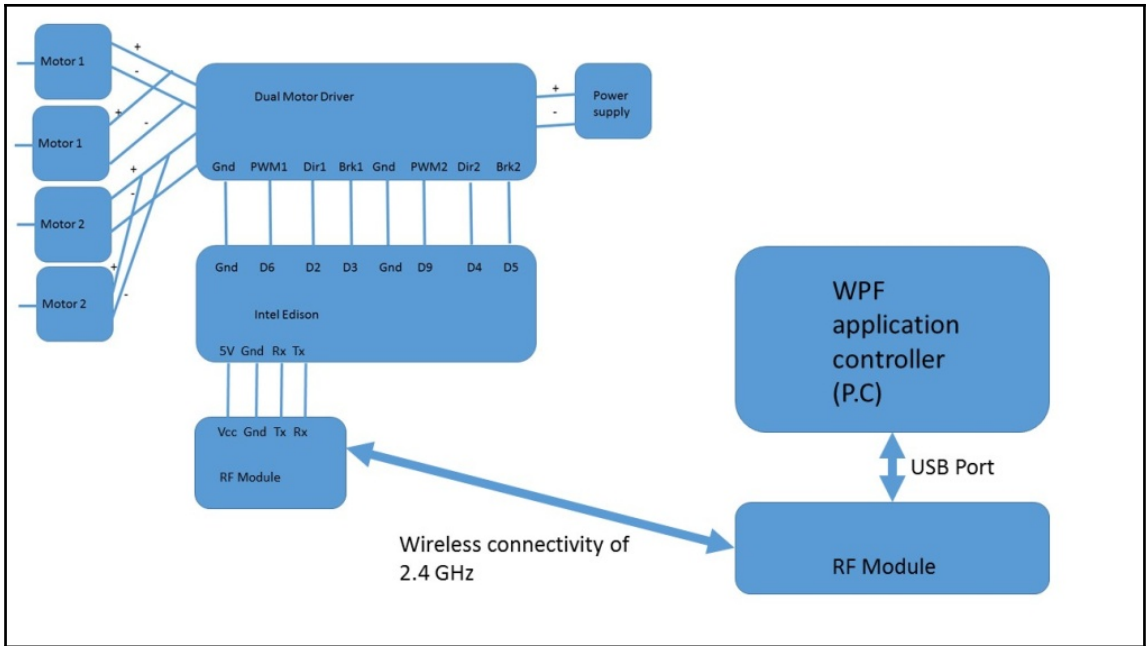 Motor 1
+
-
Motor 1
+
-
Motor 2
+
-
Motor 2
+
-
Dual Motor Driver
Gnd PWM1 Dir1 Brk1 Gnd PWM2 Dir2 Brk2
+
-
Power
supply
Gnd D6 D2 D3 Gnd D9 D4 D5
Intel Edison
5V Gnd Rx Tx
Vcc Gnd Tx Rx
RF Module
Wireless connectivity of
2.4 GHz
WPF
application
controller
(P.C)
USB Port
RF Module